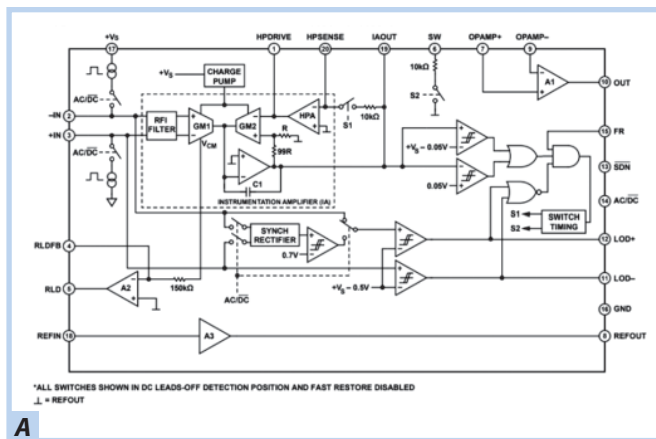 +Vs HPDRIVE HPSENSE IAOUT SW OPAMP+ OPAMP–
17 1 20 19 6 7 9
+VS CHARGE PUMP
10kΩ
A1
10 OUT
AC/DC
S2
–IN 2
RFI FILTER
GM1
GM2
HPA
S1
10kΩ
+IN 3
VCM
R
99R
C1
INSTRUMENTATION AMPLIFIER (IA)
AC/DC
+VS – 0.05V
0.05V
15 FR
13 SDN
14 AC/DC
S1
S2
SWITCH TIMING
12 LOD+
SYNCH RECTIFIER
0.7V
RLDFB 4
150kΩ
RLD 5
A2
AC/DC
+VS – 0.5V
11 LOD–
16 GND
REFIN 18
A3
8 REFOUT
*ALL SWITCHES SHOWN IN DC LEADS-OFF DETECTION POSITION AND FAST RESTORE DISABLED
⊥ = REFOUT
A